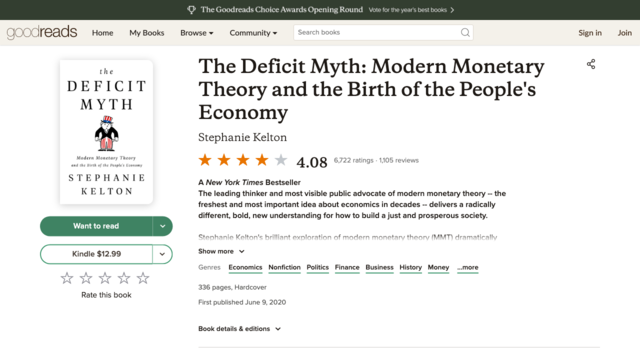 The Goodreads Choice Awards Opening Round Vote for the year's best books
goodreads Home My Books Browse Community Search books Sign in Join
the
DEFICIT
MYTH
Modern Monetary Theory
and the Birth of the People's Economy
STEPHANIE
KELTON
Want to read
Kindle $12.99
Rate this book
The Deficit Myth: Modern Monetary
Theory and the Birth of the People's
Economy
Stephanie Kelton
4.08 6,722 ratings · 1,105 reviews
A New York Times Bestseller
The leading thinker and most visible public advocate of modern monetary theory -- the
freshest and most important idea about economics in decades -- delivers a radically
different, bold, new understanding for how to build a just and prosperous society.
Stephanie Kelton's brilliant exploration of modern monetary theory (MMT) dramatically
Show more
Genres Economics Nonfiction Politics Finance Business History Money ...more
336 pages, Hardcover
First published June 9, 2020
Book details & editions